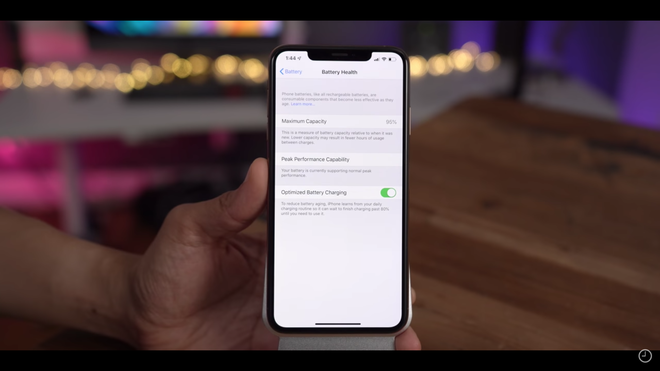 1:44
Battery
Battery Health
iPhone batteries, like all rechargeable batteries, are
consumable components that become less effective as they
age. Learn more...
Maximum Capacity 95%
This is a measure of battery capacity relative to when it was
new. Lower capacity may result in fewer hours of usage
between charges.
Peak Performance Capability
Your battery is currently supporting normal peak
performance.
Optimized Battery Charging
To reduce battery aging, iPhone learns from your daily
charging routine so it can wait to finish charging past 80%
until you need to use it.